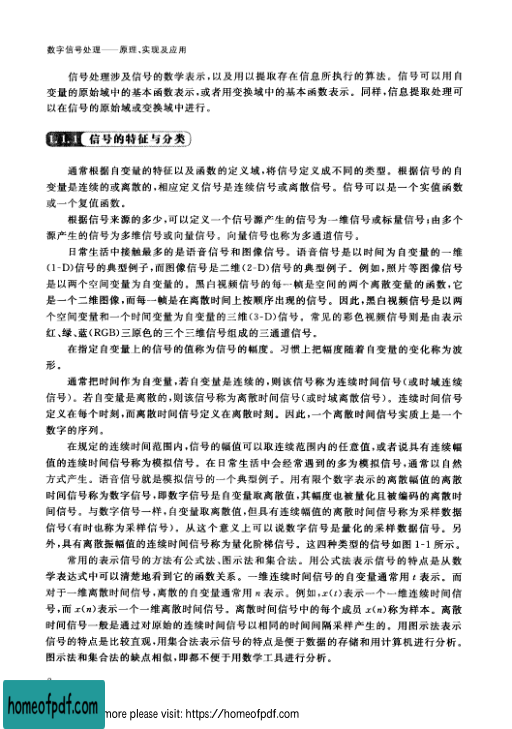 数字信号处理——原理、实现及应用
信号处理涉及信号的数学表示,以及用以提取存在信息所执行的算法。信号可以用自
变量的原始域中的基本函数表示,或者用变换域中的基本函数表示。同样,信息提取处理可
以在信号的原始域或变换域中进行。
1.1.1 信号的特征与分类
通常根据自变量的特征以及函数的定义域,将信号定义成不同的类型。根据信号的自
变量是连续的或离散的,相应定义信号是连续信号或离散信号。信号可以是一个实值函数
或一个复值函数。
根据信号来源的多少,可以定义一个信号源产生的信号为一维信号或标量信号;由多个
源产生的信号为多维信号或向量信号。向量信号也称为多通道信号。
日常生活中接触最多的是语音信号和图像信号。语音信号是以时间为自变量的一维
(1-D)信号的典型例子,而图像信号是二维(2-D)信号的典型例子。例如,照片等图像信号
是以两个空间变量为自变量的。黑白视频信号的每一帧是空间的两个离散变量的函数,它
是一个二维图像,而每一帧是在离散时间上按顺序出现的信号。因此,黑白视频信号是以两
个空间变量和一个时间变量为自变量的三维(3-D)信号。常见的彩色视频信号则是由表示
红、绿、蓝(RGB)三原色的三个三维信号组成的三通道信号。
在指定自变量上的信号的值称为信号的幅度。习惯上把幅度随着自变量的变化称为波
形。
通常把时间作为自变量,若自变量是连续的,则该信号称为连续时间信号(或时域连续
信号)。若自变量是离散的,则该信号称为离散时间信号(或时域离散信号)。连续时间信号
定义在每个时刻,而离散时间信号定义在离散时刻。因此,一个离散时间信号实质上是一个
数字的序列。
在规定的连续时间范围内,信号的幅值可以取连续范围内的任意值,或者说具有连续幅
值的连续时间信号称为模拟信号。在日常生活中会经常遇到的多为模拟信号,通常以自然
方式产生。语音信号就是模拟信号的一个典型例子。用有限个数字表示的离散幅值的离散
时间信号称为数字信号,即数字信号是自变量取离散值,其幅度也被量化且被编码的离散时
间信号。与数字信号一样,自变量取离散值,但具有连续幅值的离散时间信号称为采样数据
信号(有时也称为采样信号)。从这个意义上可以说数字信号是量化的采样数据信号。另
外,具有离散振幅值的连续时间信号称为量化阶梯信号。这四种类型的信号如图 1-1 所示。
常用的表示信号的方法有公式法、图示法和集合法。用公式法表示信号的特点是从数
学表达式中可以清楚地看到它的函数关系。一维连续时间信号的自变量通常用 t 表示。而
对于一维离散时间信号,离散的自变量通常用 n 表示。例如,x(t)表示一个一维连续时间信
号,而 x(n)表示一个一维离散时间信号。离散时间信号中的每个成员 x(n)称为样本。离散
时间信号一般是通过对原始的连续时间信号以相同的时间间隔采样产生的。用图示法表示
信号的特点是比较直观,用集合法表示信号的特点是便于数据的存储和用计算机进行分析。
图示法和集合法的缺点相似,即都不便于用数学工具进行分析。
homeofpdf.com
more please visit: https://homeofpdf.com